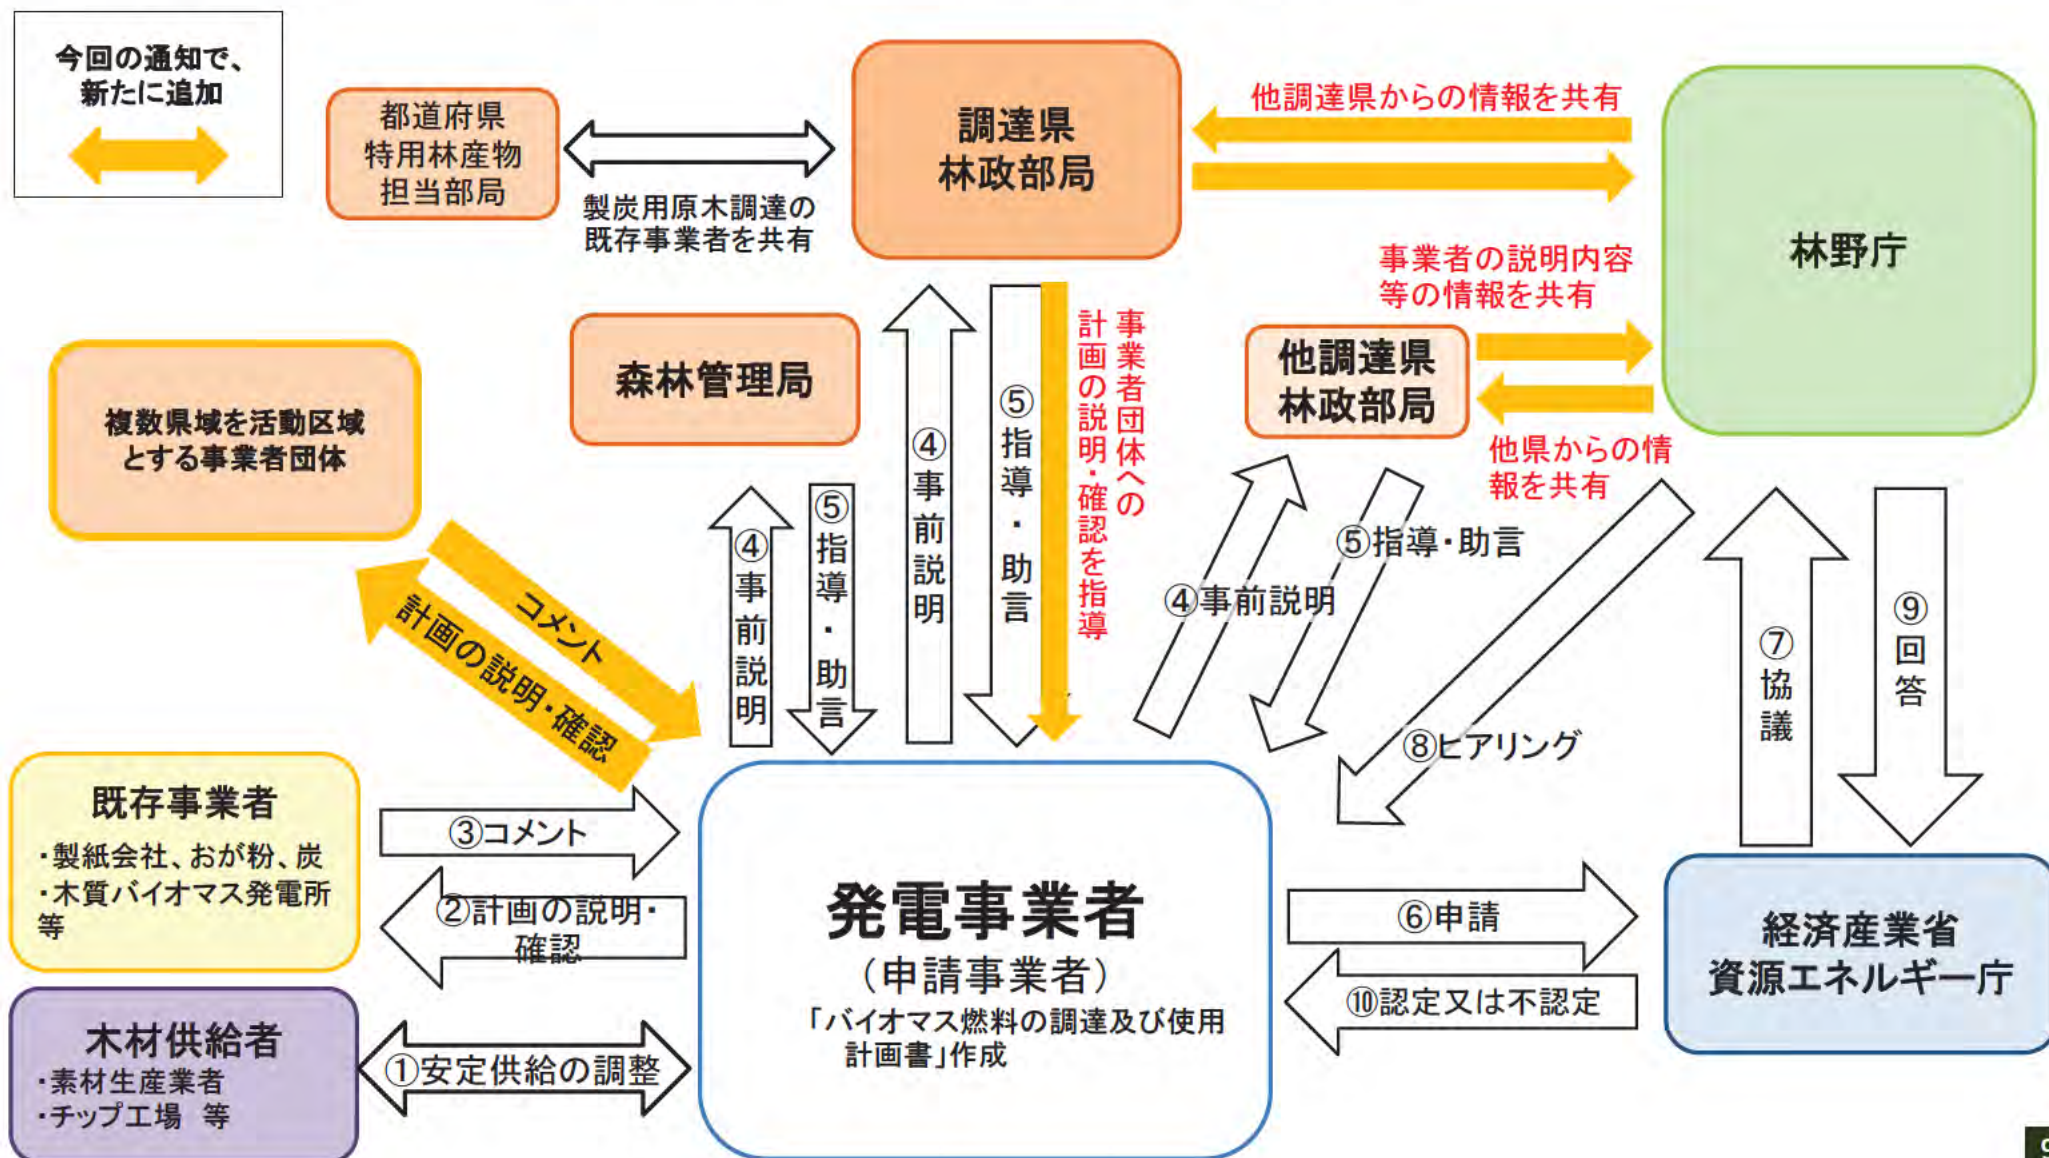 今回の通知で、
新たに追加
都道府県
特用林産物
担当部局
製炭用原木調達の
既存事業者を共有
調達県
林政部局
他調達県からの情報を共有
林野庁
事業者の説明内容
等の情報を共有
他調達県
林政部局
他県からの情
報を共有
森林管理局
複数県域を活動区域
とする事業者団体
コメント
計画の説明・確認
④事前説明
⑤指導・助言
④事前説明
⑤指導・助言
事業者団体への
計画の説明・確認を指導
④事前説明
⑤指導・助言
⑧ヒアリング
⑦協議
⑨回答
既存事業者
・製紙会社、おが粉、炭
・木質バイオマス発電所
等
③コメント
②計画の説明・
確認
発電事業者
（申請事業者）
「バイオマス燃料の調達及び使用
計画書」作成
⑥申請
⑩認定又は不認定
経済産業省
資源エネルギー庁
木材供給者
・素材生産業者
・チップ工場 等
①安定供給の調整